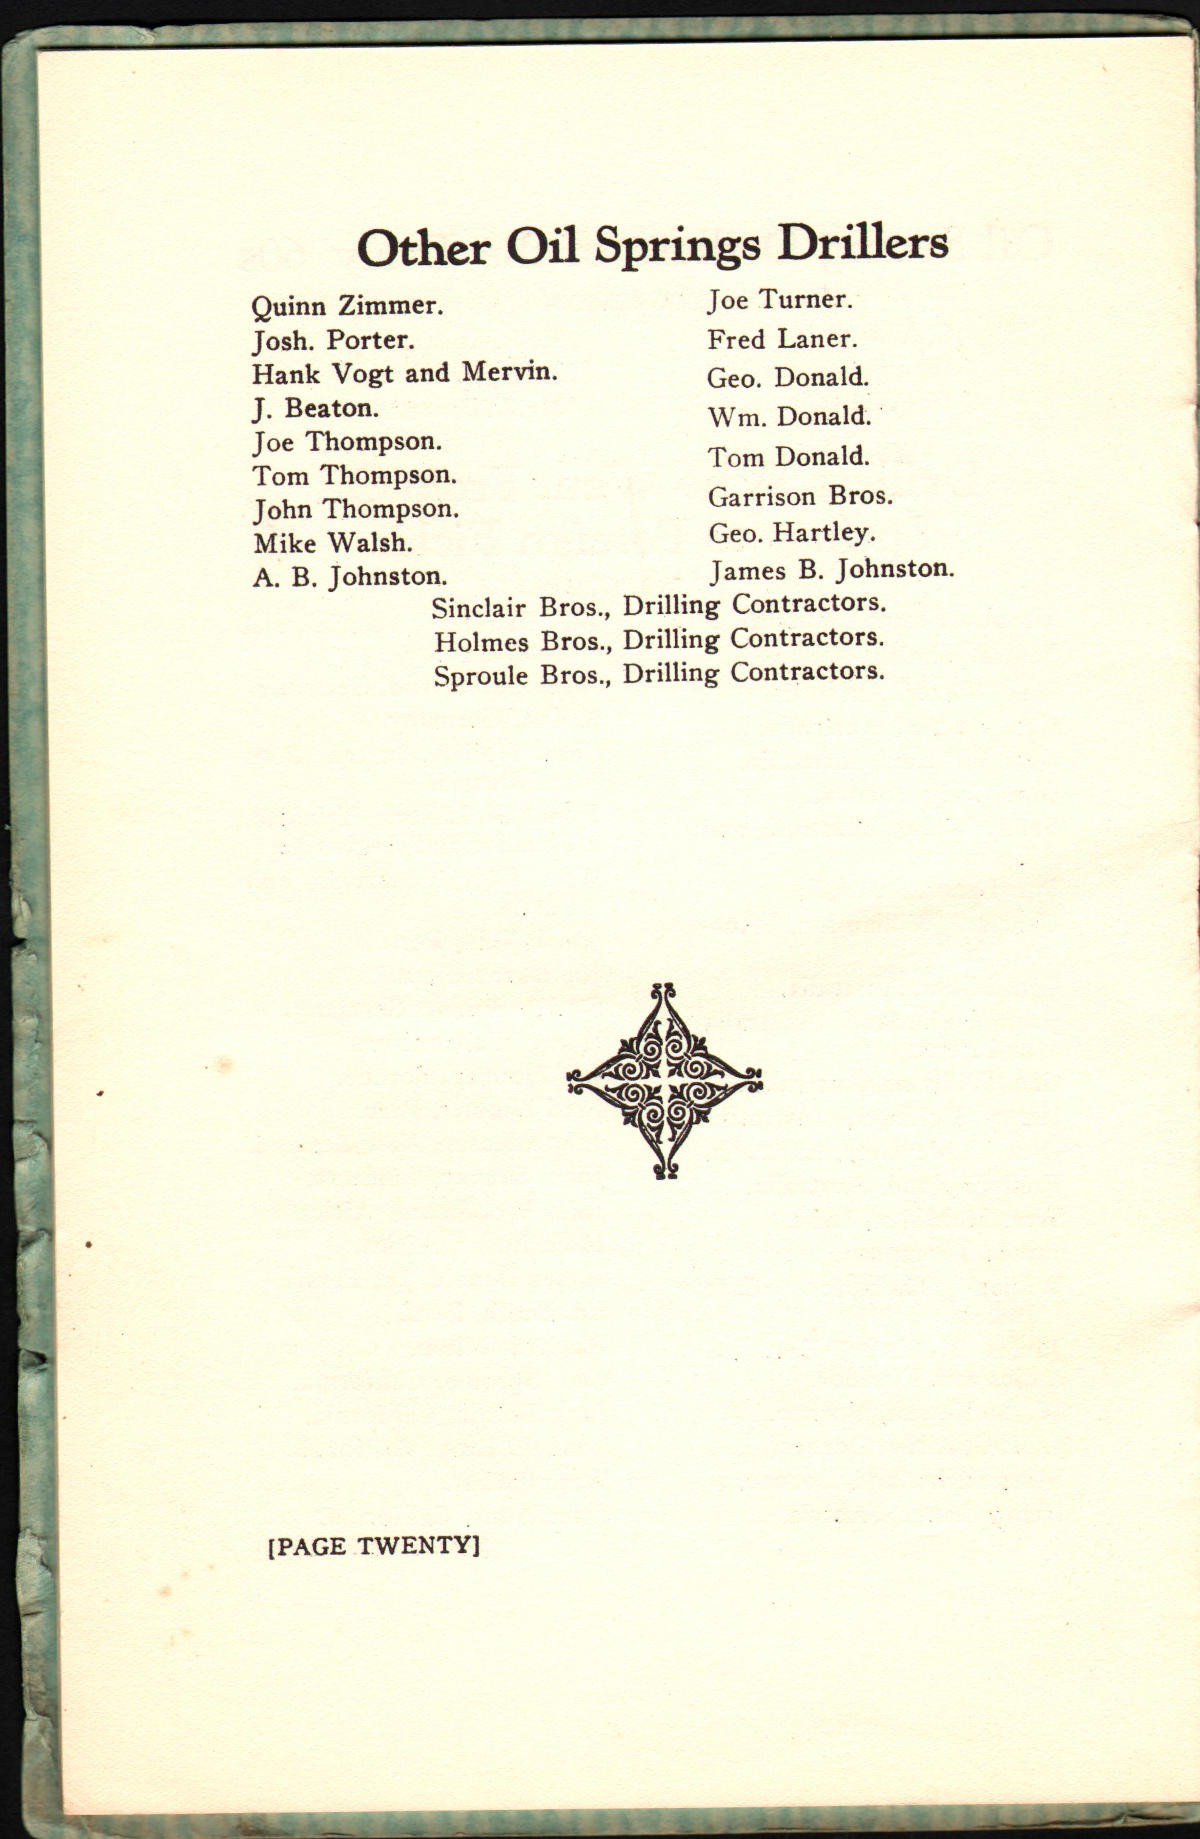 Other Oil Springs Drillers
Quinn Zimmer.
Josh. Porter.
Hank Vogt and Mervin.
J. Beaton.
Joe Thompson.
Tom Thompson.
John Thompson.
Mike Walsh.
A. B. Johnston.
Joe Turner.
Fred Laner.
Geo. Donald.
Wm. Donald.
Tom Donald.
Garrison Bros.
Geo. Hartley.
James B. Johnston.
Sinclair Bros., Drilling Contractors.
Holmes Bros., Drilling Contractors.
Sproule Bros., Drilling Contractors.
[PAGE TWENTY]